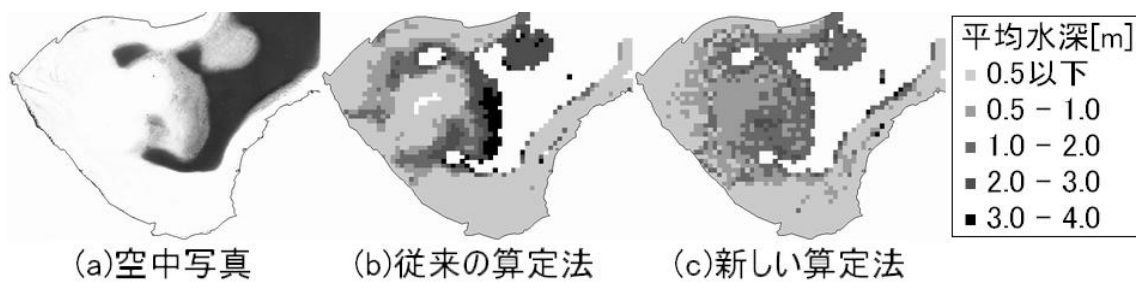 平均水深[m]
0.5以下
0.5 - 1.0
1.0 - 2.0
2.0 - 3.0
3.0 - 4.0
(a)空中写真
(b)従来の算定法
(c)新しい算定法